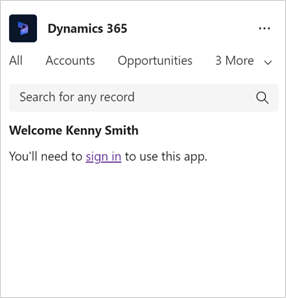 Dynamics 365 ...
All Accounts Opportunities 3 More
Search for any record
Welcome Kenny Smith
You'll need to sign in to use this app.